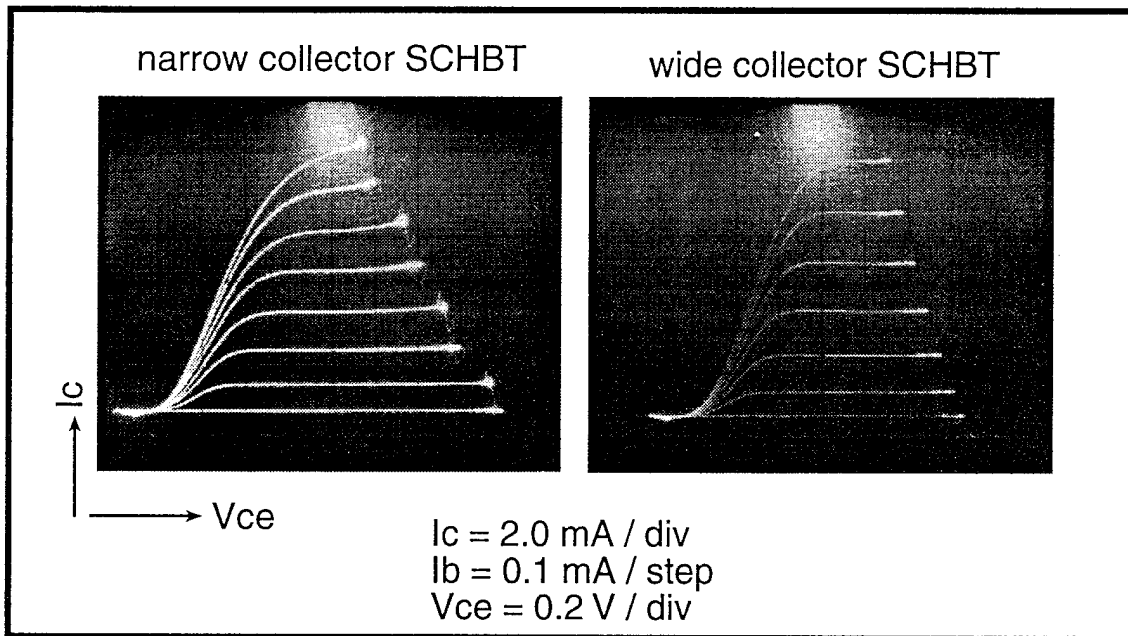 narrow collector SCHBT
wide collector SCHBT
Ic
Vce
Ic = 2.0 mA / div
Ib = 0.1 mA / step
Vce = 0.2 V / div